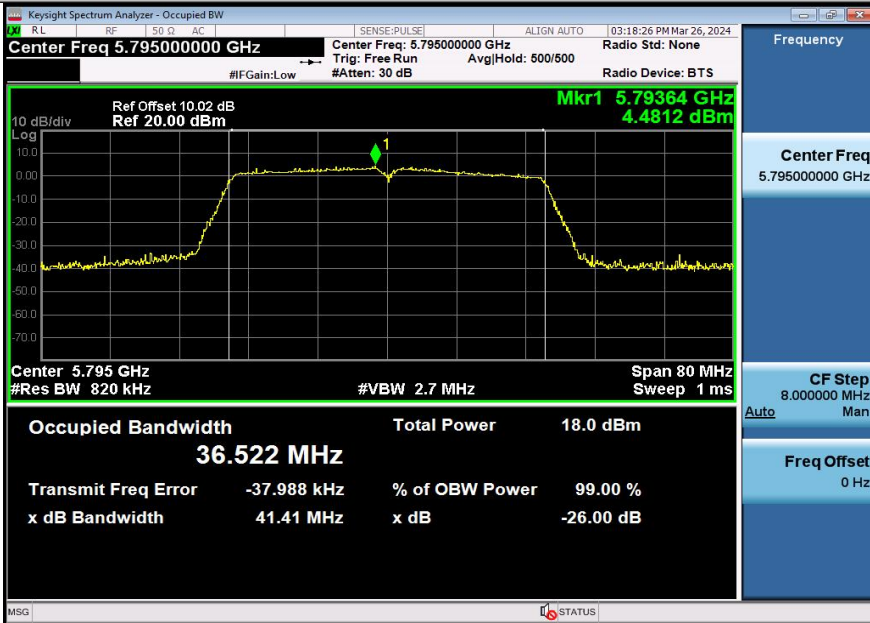 Keysight Spectrum Analyzer - Occupied BW
LXI RL RF 50 Ω AC SENSE:PULSE ALIGN AUTO 03:18:26 PM Mar 26, 2024
Center Freq 5.795000000 GHz
Center Freq: 5.795000000 GHz Radio Std: None
Trig: Free Run Avg|Hold: 500/500
#IFGain:Low #Atten: 30 dB Radio Device: BTS
Frequency
Mkr1 5.79364 GHz
4.4812 dBm
Ref Offset 10.02 dB
10 dB/div Ref 20.00 dBm
Log
1
10.0
0.00
-10.0
-20.0
-30.0
-40.0
-50.0
-60.0
-70.0
Center 5.795 GHz Span 80 MHz
#Res BW 820 kHz #VBW 2.7 MHz Sweep 1 ms
Occupied Bandwidth Total Power 18.0 dBm
36.522 MHz
Transmit Freq Error -37.988 kHz % of OBW Power 99.00 %
x dB Bandwidth 41.41 MHz x dB -26.00 dB
Center Freq
5.795000000 GHz
CF Step
8.000000 MHz
Auto Man
Freq Offset
0 Hz
MSG STATUS